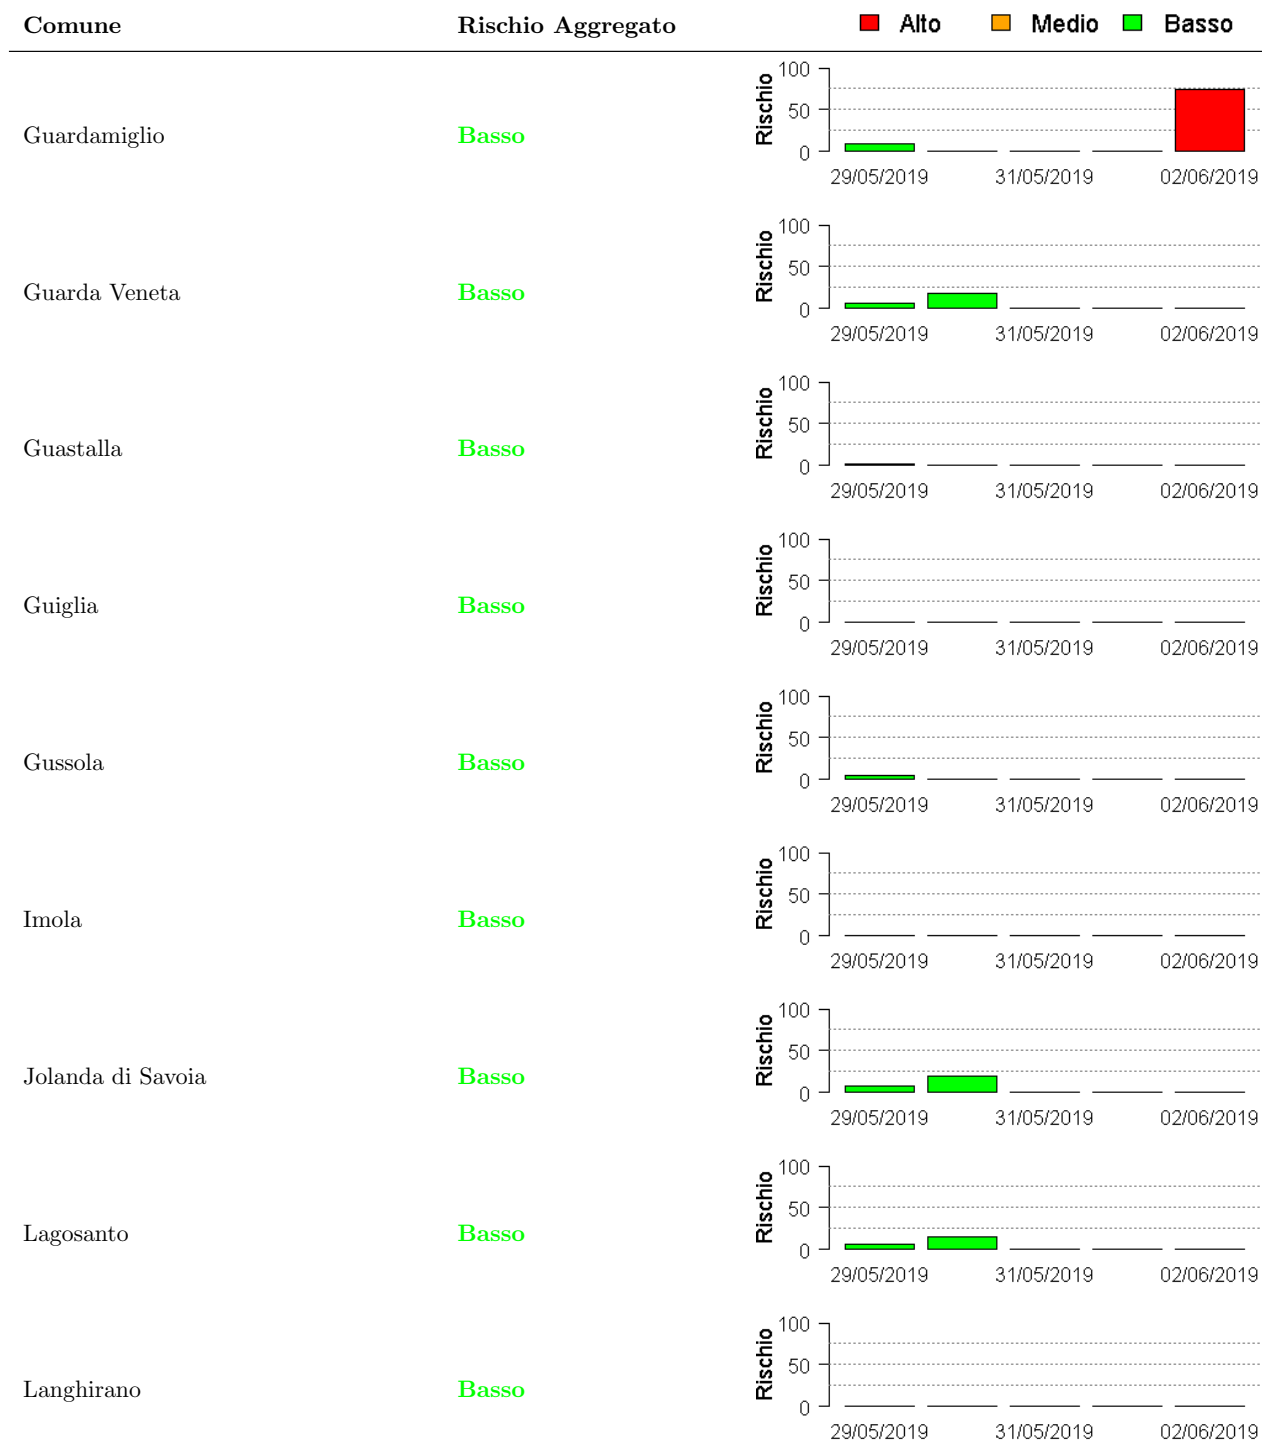 Comune Rischio Aggregato Alto Medio Basso
100
50
0
Rischio
Guardamiglio Basso
29/05/2019 31/05/2019 02/06/2019
100
50
0
Rischio
Guarda Veneta Basso
29/05/2019 31/05/2019 02/06/2019
100
50
0
Rischio
Guastalla Basso
29/05/2019 31/05/2019 02/06/2019
100
50
0
Rischio
Guiglia Basso
29/05/2019 31/05/2019 02/06/2019
100
50
0
Rischio
Gussola Basso
29/05/2019 31/05/2019 02/06/2019
100
50
0
Rischio
Imola Basso
29/05/2019 31/05/2019 02/06/2019
100
50
0
Rischio
Jolanda di Savoia Basso
29/05/2019 31/05/2019 02/06/2019
100
50
0
Rischio
Lagosanto Basso
29/05/2019 31/05/2019 02/06/2019
100
50
0
Rischio
Langhirano Basso
29/05/2019 31/05/2019 02/06/2019